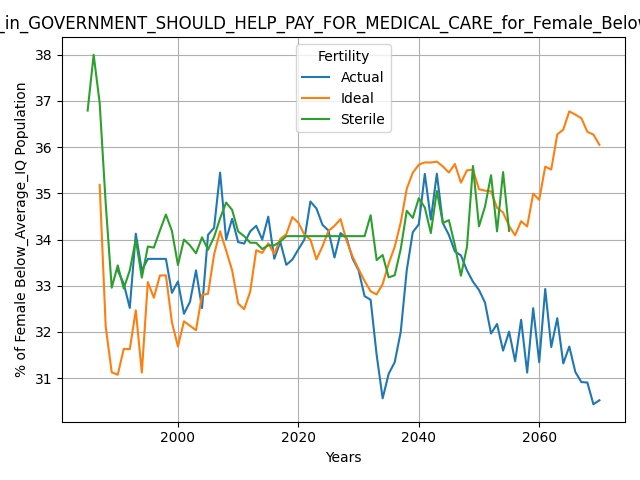 _in_GOVERNMENT_SHOULD_HELP_PAY_FOR_MEDICAL_CARE_for_Female_Below
Fertility
Actual
Ideal
Sterile
% of Female Below_Average_IQ Population
38
37
36
35
34
33
32
31
2000 2020 2040 2060
Years